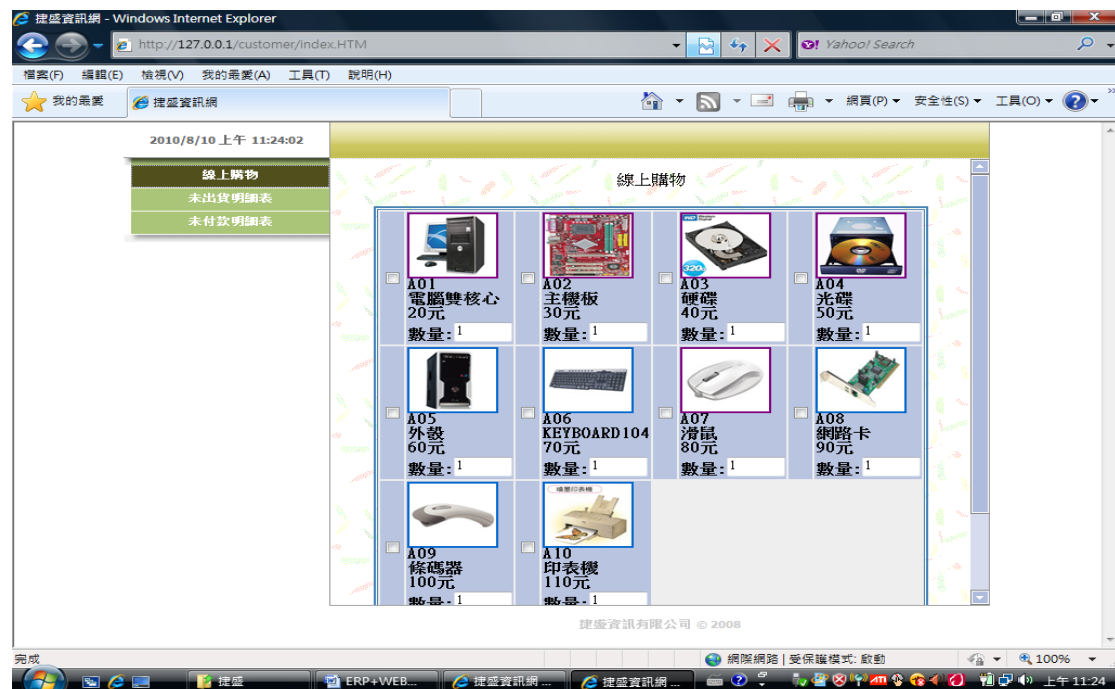 捷盛資訊網 - Windows Internet Explorer
http://127.0.0.1/customer/index.HTM
Yahoo! Search
檔案(F) 編輯(E) 檢視(V) 我的最愛(A) 工具(T) 說明(H)
我的最愛
捷盛資訊網
網頁(P) 安全性(S) 工具(O)
2010/8/10 上午 11:24:02
線上購物
未出貨明細表
未付款明細表
線上購物
A01
電腦雙核心
20元
數量:1
A02
主機板
30元
數量:1
320
A03
硬碟
40元
數量:1
A04
光碟
50元
數量:1
A05
外殼
60元
數量:1
A06
KEYBOARD104
70元
數量:1
A07
滑鼠
80元
數量:1
A08
網路卡
90元
數量:1
A09
條碼器
100元
數量:1
噴墨印表機
A10
印表機
110元
數量:1
捷盛資訊有限公司 © 2008
完成
網際網路 | 受保護模式: 啟動
100%
捷盛
ERP+WEB...
捷盛資訊網 ...
捷盛資訊網 ...
上午 11:24